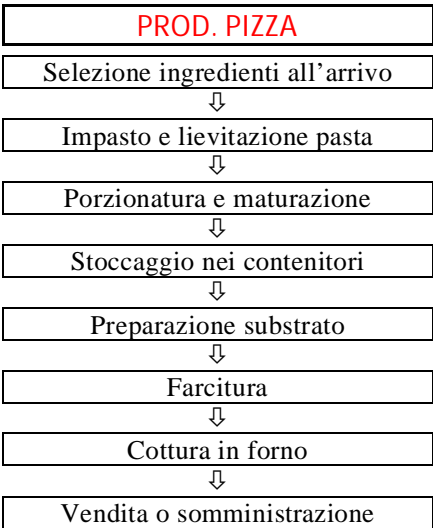 PROD. PIZZA
Selezione ingredienti all’arrivo
⇩
Impasto e lievitazione pasta
⇩
Porzionatura e maturazione
⇩
Stoccaggio nei contenitori
⇩
Preparazione substrato
⇩
Farcitura
⇩
Cottura in forno
⇩
Vendita o somministrazione